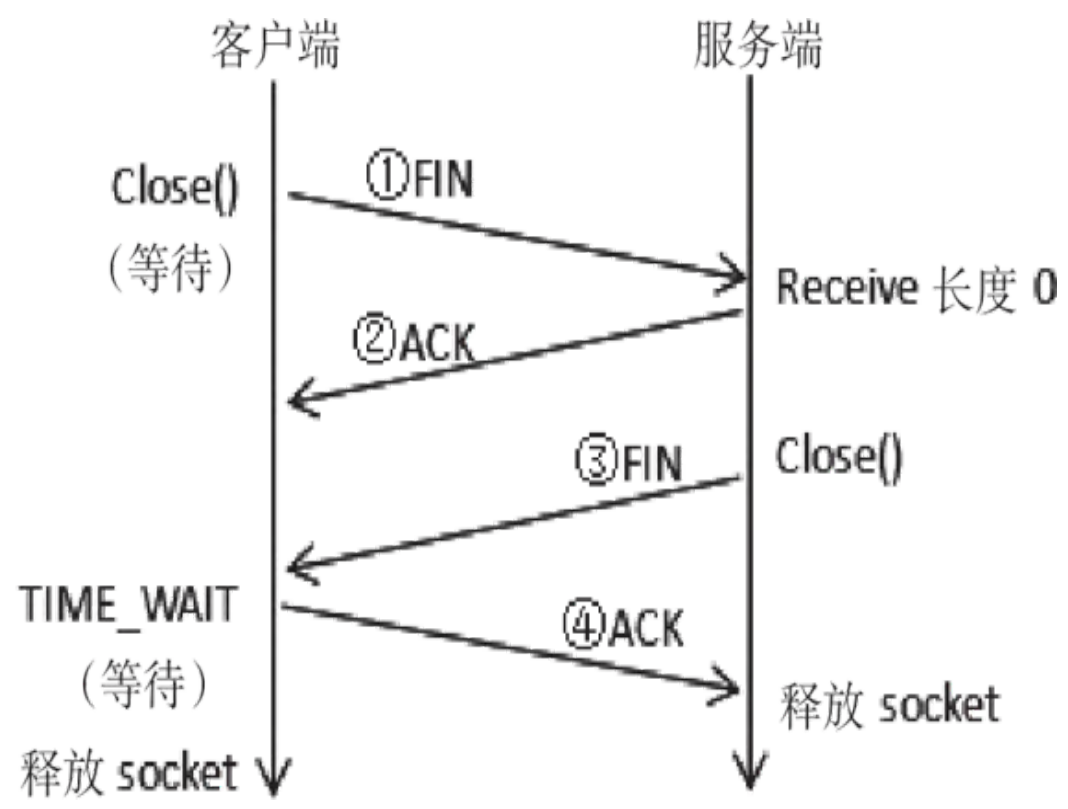 客户端
服务端
Close()
①FIN
(等待)
Receive 长度 0
②ACK
③FIN
Close()
TIME_WAIT
④ACK
(等待)
释放 socket
释放 socket